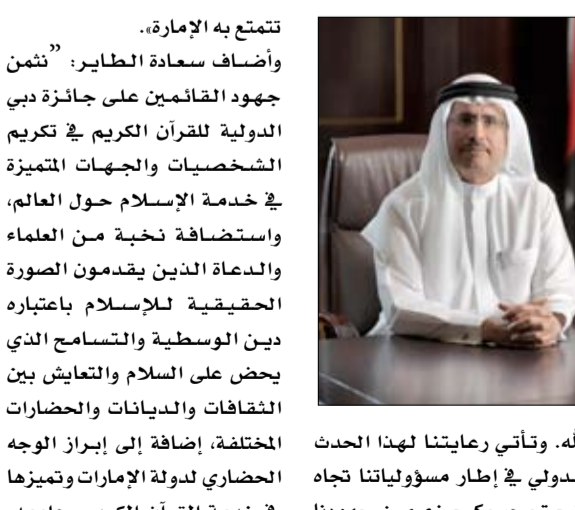 تتمتع به الإمارة».
وأضاف سعادة الطاير: ”نثمن
جهود القائمين على جائزة دبي
الدولية للقرآن الكريم في تكريم
الشخصيات والجهات المتميزة
في خدمة الإسلام حول العالم،
واستضافة نخبة من العلماء
والدعاة الذين يقدمون الصورة
الحقيقية للإسلام باعتباره
دين الوسطية والتسامح الذي
يحض على السلام والتعايش بين
الثقافات والديانات والحضارات
المختلفة، إضافة إلى إبراز الوجه
الحضاري لدولة الإمارات وتميزها
وتأتي رعايتنا لهذا الحدث
في إطار مسؤولياتنا تجاه